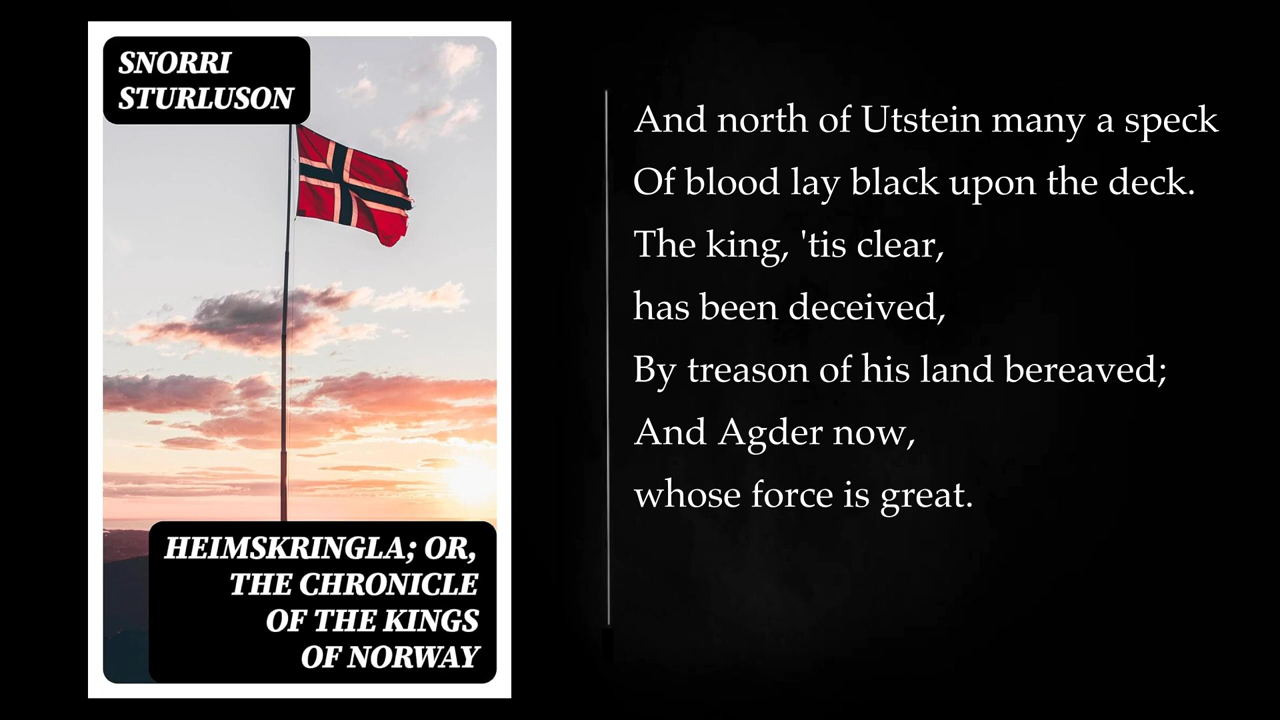 SNORRI
STURLUSON
HEIMSKRINGLA; OR,
THE CHRONICLE
OF THE KINGS
OF NORWAY
And north of Utstein many a speck
Of blood lay black upon the deck.
The king, 'tis clear,
has been deceived,
By treason of his land bereaved;
And Agder now,
whose force is great.